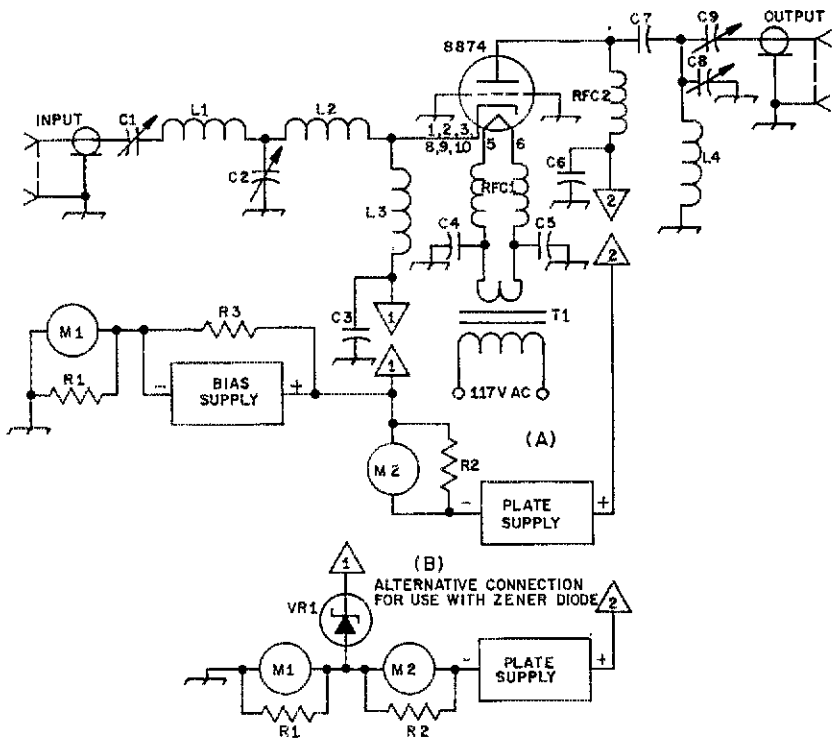 C7 C9 OUTPUT
8874
C8
INPUT
C1
L1
L2
RFC2
1,2,3,
8,9,10
5
6
C2
C6
L4
RFC1
L3
C4
C5
2
2
C3
1
1
T1
R3
M1
R1
- BIAS SUPPLY +
117V AC
(A)
M2
R2
- PLATE SUPPLY +
(B)
1
ALTERNATIVE CONNECTION
FOR USE WITH ZENER DIODE
2
VR1
M1
M2
- PLATE SUPPLY +
R1
R2